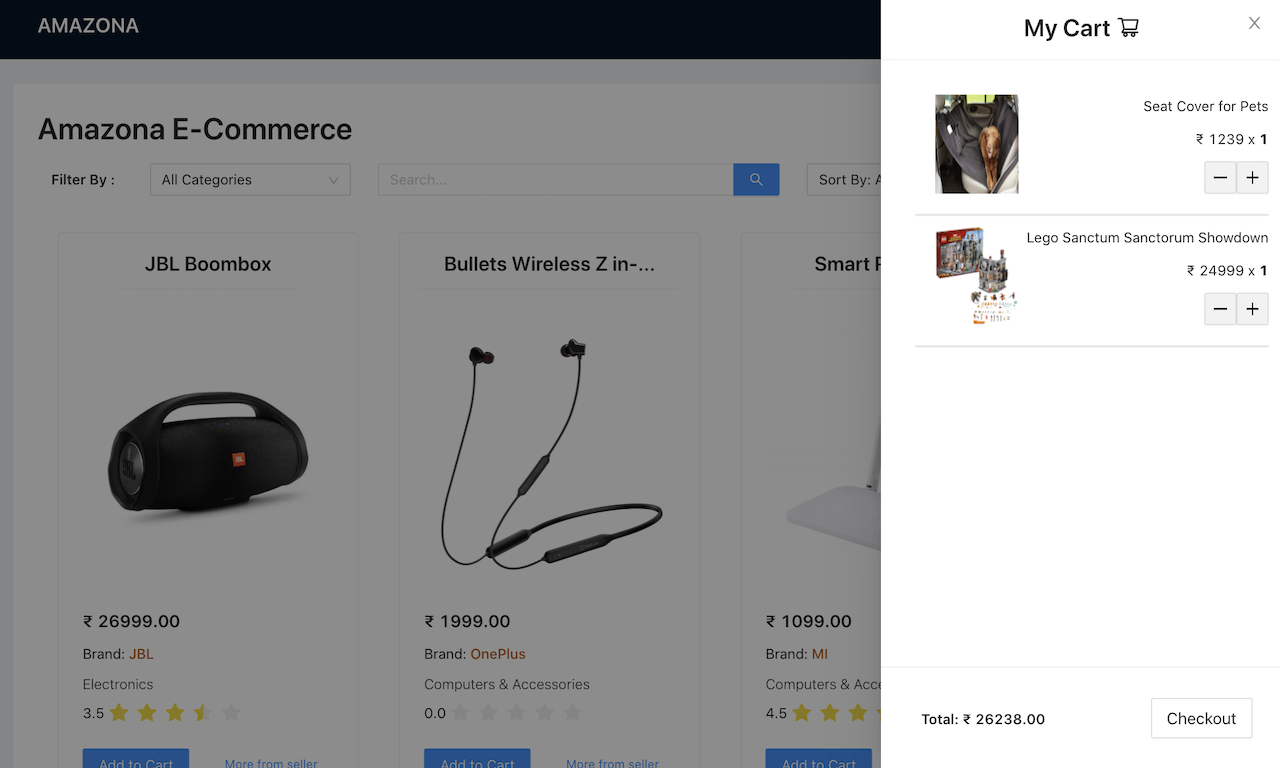 AMAZONA
Amazona E-Commerce
Filter By :
All Categories
Search...
Sort By:
JBL Boombox
JBL
₹ 26999.00
Brand: JBL
Electronics
3.5
Add to Cart
More from seller
Bullets Wireless Z in-...
₹ 1999.00
Brand: OnePlus
Computers & Accessories
0.0
Add to Cart
More from seller
Smart
₹ 1099.00
Brand: MI
Computers &
4.5
Add to Cart
My Cart
Seat Cover for Pets
₹ 1239 x 1
Lego Sanctum Sanctorum Showdown
₹ 24999 x 1
Total: ₹ 26238.00
Checkout